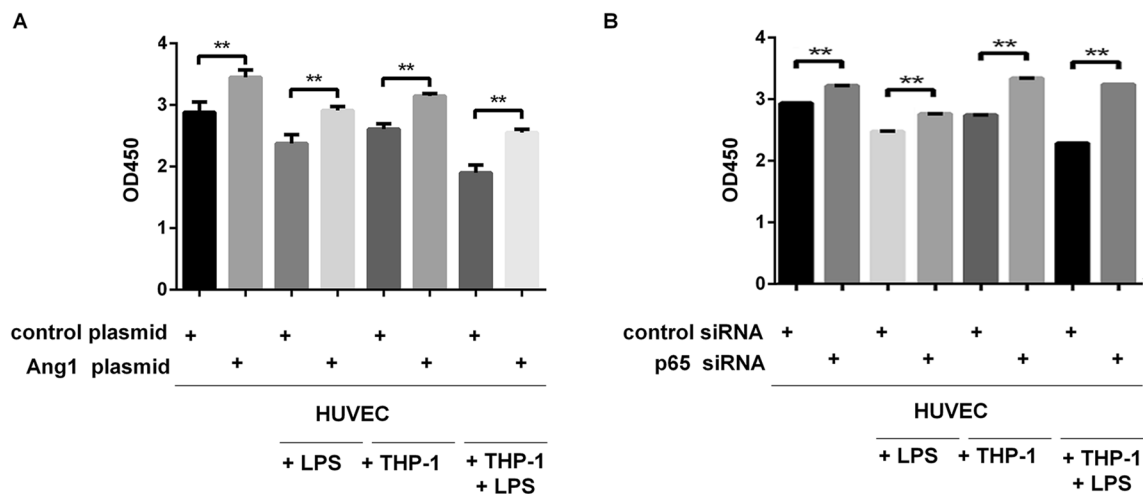 A
OD450
4
3
2
1
0
** ** ** **
control plasmid + + + +
Ang1 plasmid + + + +
HUVEC
+ LPS + THP-1 + THP-1
+ LPS
B
OD450
4
3
2
1
0
** ** ** **
control siRNA + + + +
p65 siRNA + + + +
HUVEC
+ LPS + THP-1 + THP-1
+ LPS